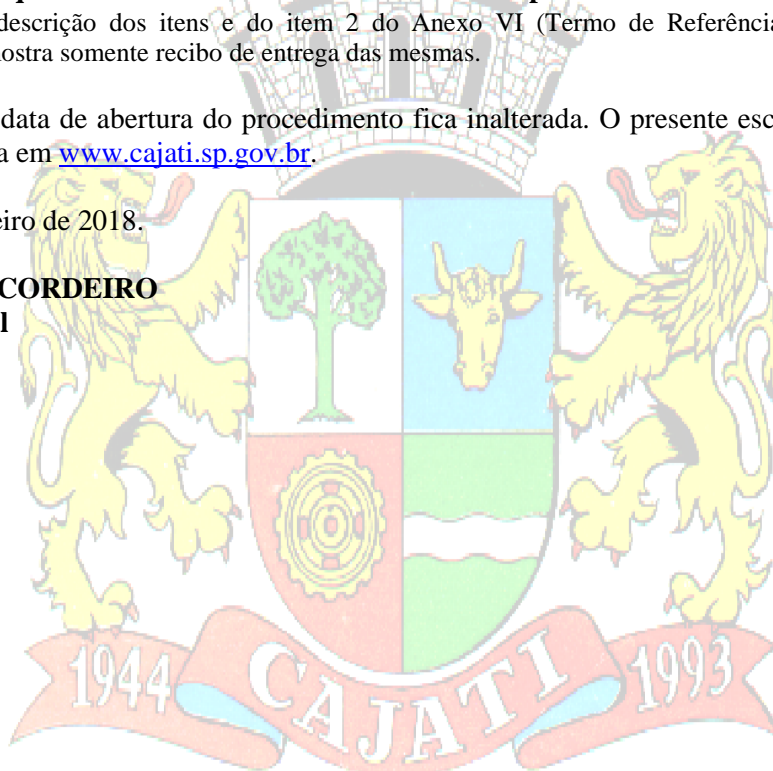 descrição dos itens e do item 2 do Anexo VI (Termo de Referência
ostra somente recibo de entrega das mesmas.
data de abertura do procedimento fica inalterada. O presente esc
a em www.cajati.sp.gov.br.
eiro de 2018.
CORDEIRO
l
1944 CAJATI 1993